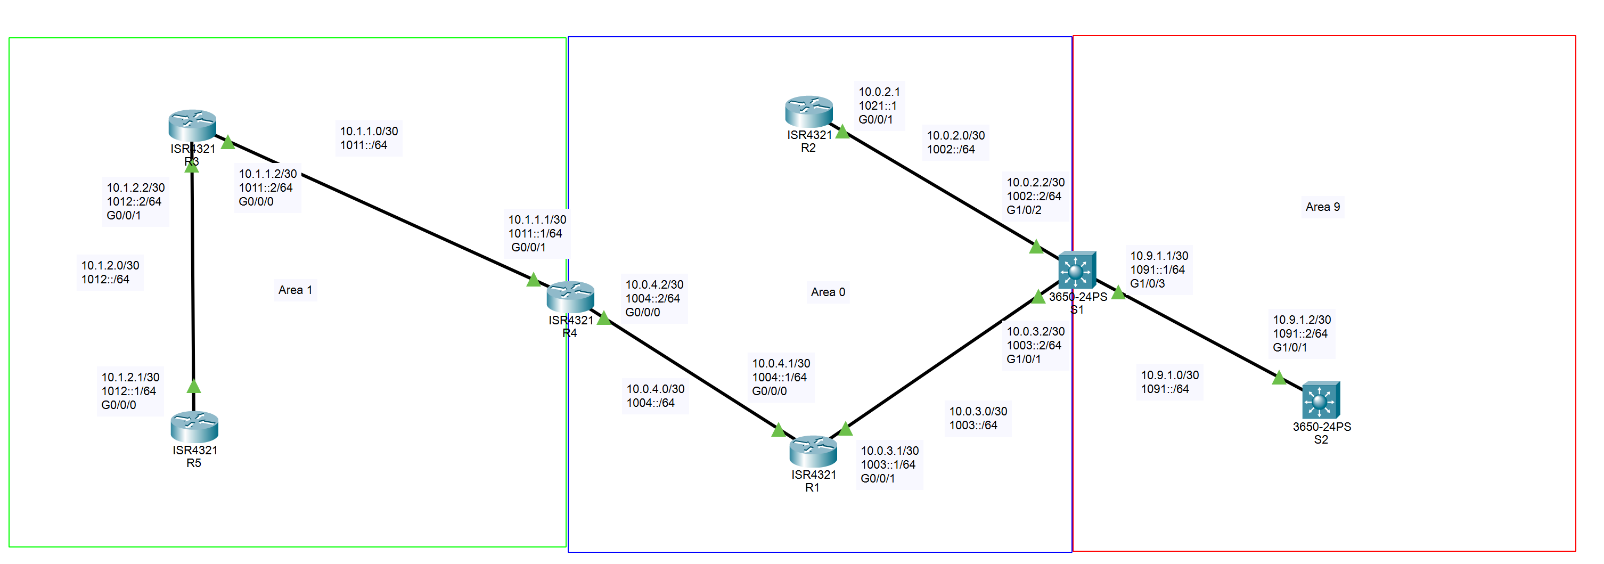 10.1.1.0/30
1011::/64
ISR4321
R3
10.1.1.2/30
1011::2/64
G0/0/0
10.1.2.2/30
1012::2/64
G0/0/1
10.1.2.0/30
1012::/64
Area 1
10.1.2.1/30
1012::1/64
G0/0/0
ISR4321
R5
10.1.1.1/30
1011::1/64
G0/0/1
ISR4321
R4
10.0.4.2/30
1004::2/64
G0/0/0
10.0.4.0/30
1004::/64
10.0.4.1/30
1004::1/64
G0/0/0
ISR4321
R1
10.0.3.1/30
1003::1/64
G0/0/1
10.0.3.0/30
1003::/64
10.0.3.2/30
1003::2/64
G1/0/1
Area 0
ISR4321
R2
10.0.2.1
1021::1
G0/0/1
10.0.2.0/30
1002::/64
10.0.2.2/30
1002::2/64
G1/0/2
3650-24PS
S1
10.9.1.1/30
1091::1/64
G1/0/3
Area 9
10.9.1.0/30
1091::/64
10.9.1.2/30
1091::2/64
G1/0/1
3650-24PS
S2